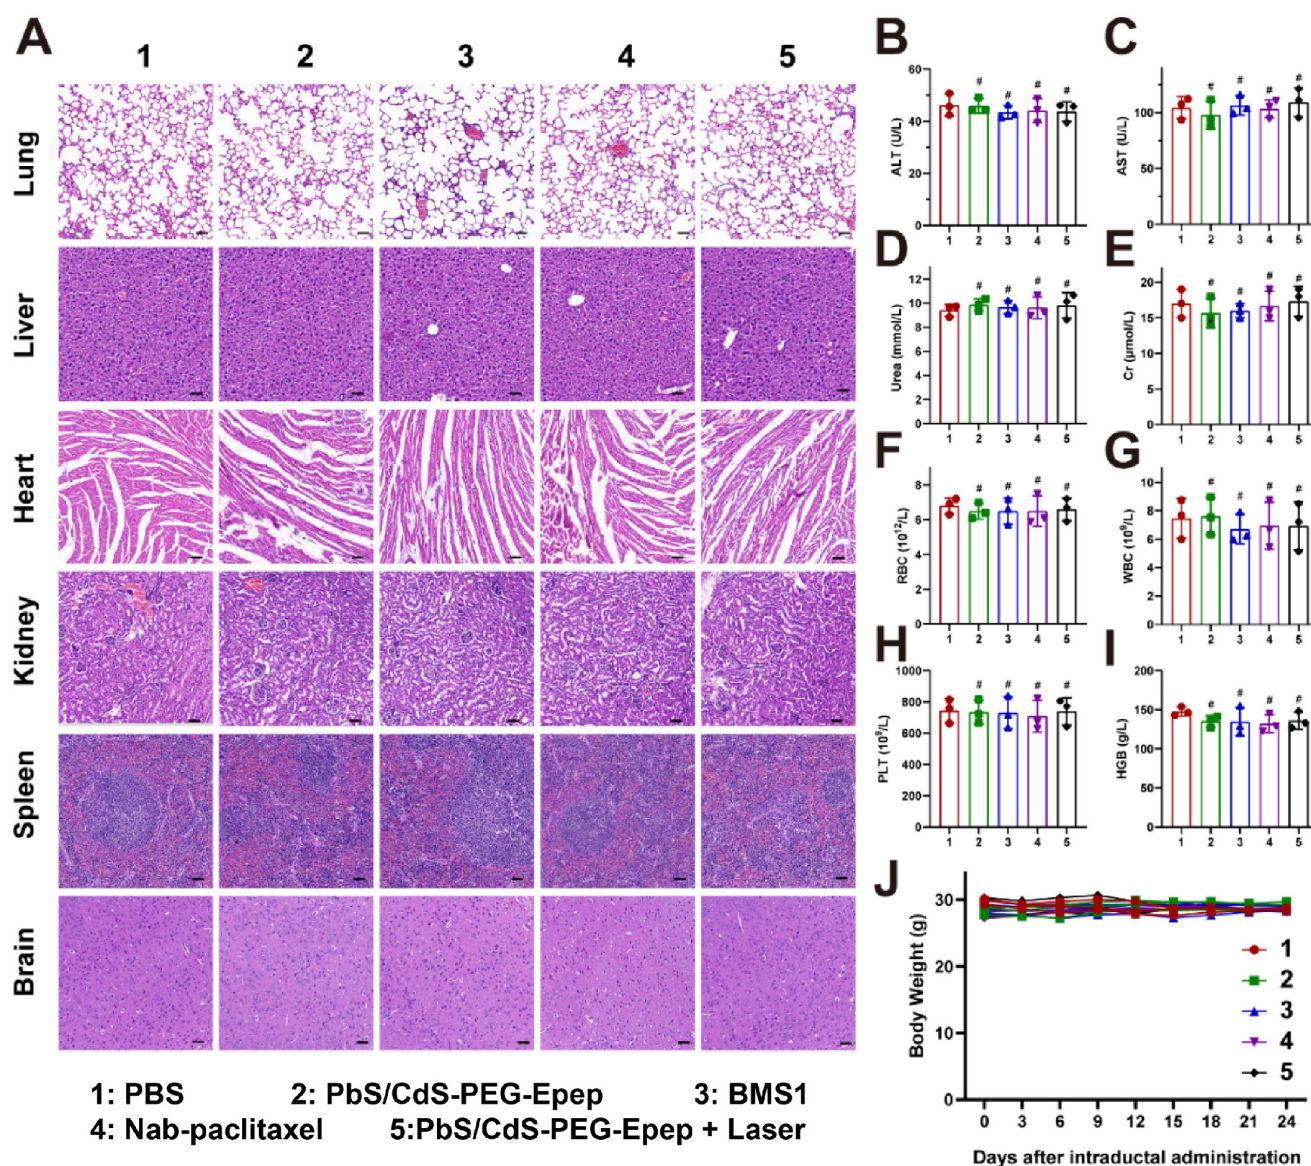 A
1 2 3 4 5
Lung
Liver
Heart
Kidney
Spleen
Brain
1: PBS 2: PbS/CdS-PEG-Epep 3: BMS1
4: Nab-paclitaxel 5:PbS/CdS-PEG-Epep + Laser
B
ALT (U/L)
60
40
20
0
# # # #
1 2 3 4 5
C
AST (U/L)
100
50
0
# # # #
1 2 3 4 5
D
Urea (mmol/L)
12
10
8
6
4
2
0
# # # #
1 2 3 4 5
E
Cr (μmol/L)
20
15
10
5
0
# # # #
1 2 3 4 5
F
RBC (10¹²/L)
8
6
4
2
0
# # # #
1 2 3 4 5
G
WBC (10⁹/L)
10
8
6
4
2
0
# # # #
1 2 3 4 5
H
PLT (10⁹/L)
1000
800
600
400
200
0
# # # #
1 2 3 4 5
I
HGB (g/L)
200
150
100
50
0
# # # #
1 2 3 4 5
J
Body Weight (g)
30
20
10
0
1
2
3
4
5
0 3 6 9 12 15 18 21 24
Days after intraductal administration